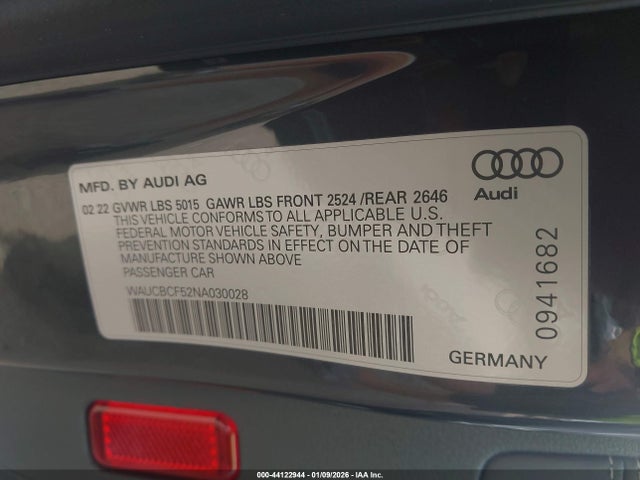 MFD. BY AUDI AG
02 22 GVWR LBS 5015 GAWR LBS FRONT 2524 /REAR 2646
THIS VEHICLE CONFORMS TO ALL APPLICABLE U.S.
FEDERAL MOTOR VEHICLE SAFETY, BUMPER AND THEFT
PREVENTION STANDARDS IN EFFECT ON THE DATE OF
MANUFACTURE SHOWN ABOVE
PASSENGER CAR
WAUCBCF52NA030028
Audi
0941682
GERMANY
000-44122944 - 01/09/2026 - IAA Inc.